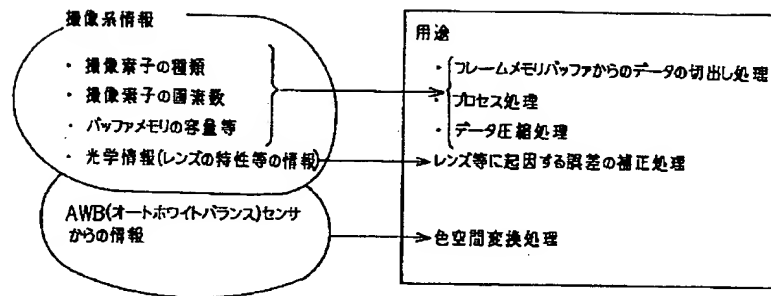 撮像系情報
・ 撮像素子の種類
・ 撮像素子の画素数
・ バッファメモリの容量等
・ 光学情報(レンズの特性等の情報)
AWB(オートホワイトバランス)センサ
からの情報
用途
・フレームメモリバッファからのデータの切出し処理
・プロセス処理
・データ圧縮処理
レンズ等に起因する誤差の補正処理
色空間変換処理